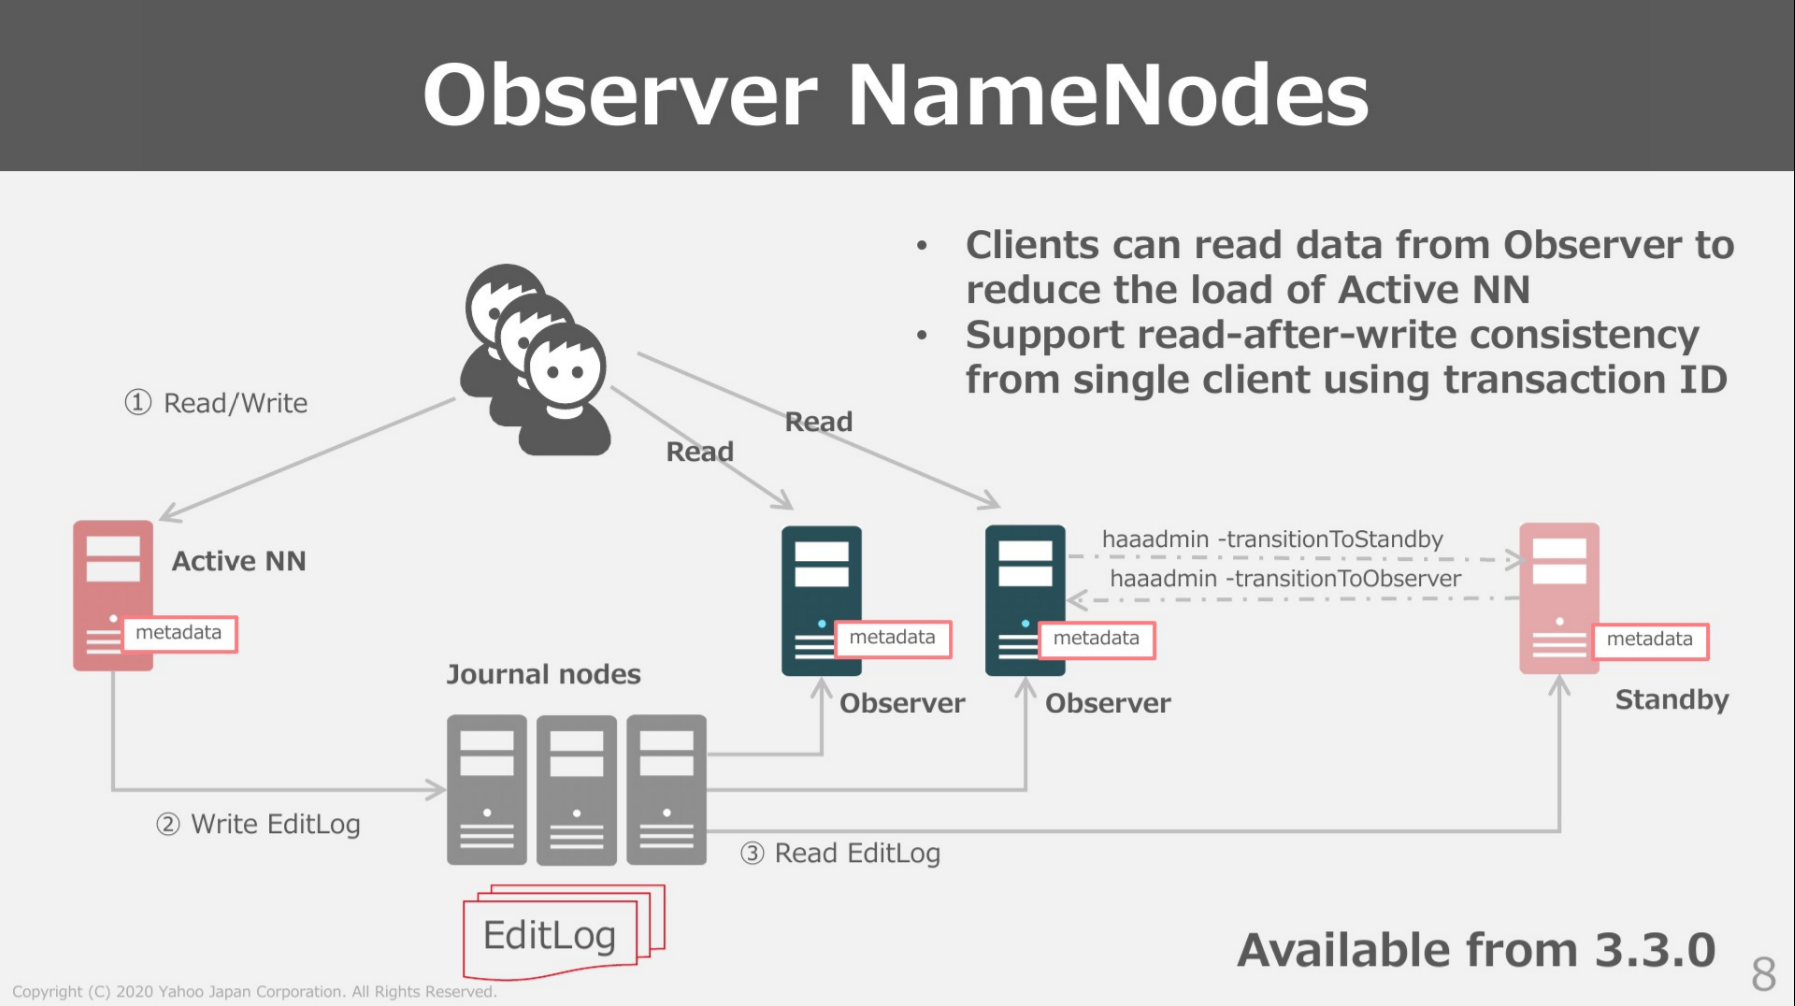 Observer NameNodes
• Clients can read data from Observer to
reduce the load of Active NN
• Support read-after-write consistency
from single client using transaction ID
① Read/Write
Read
Read
Active NN
metadata
haaadmin -transitionToStandby
haaadmin -transitionToObserver
metadata
metadata
metadata
Journal nodes
Observer
Observer
Standby
② Write EditLog
③ Read EditLog
EditLog
Available from 3.3.0
8
Copyright (C) 2020 Yahoo Japan Corporation. All Rights Reserved.